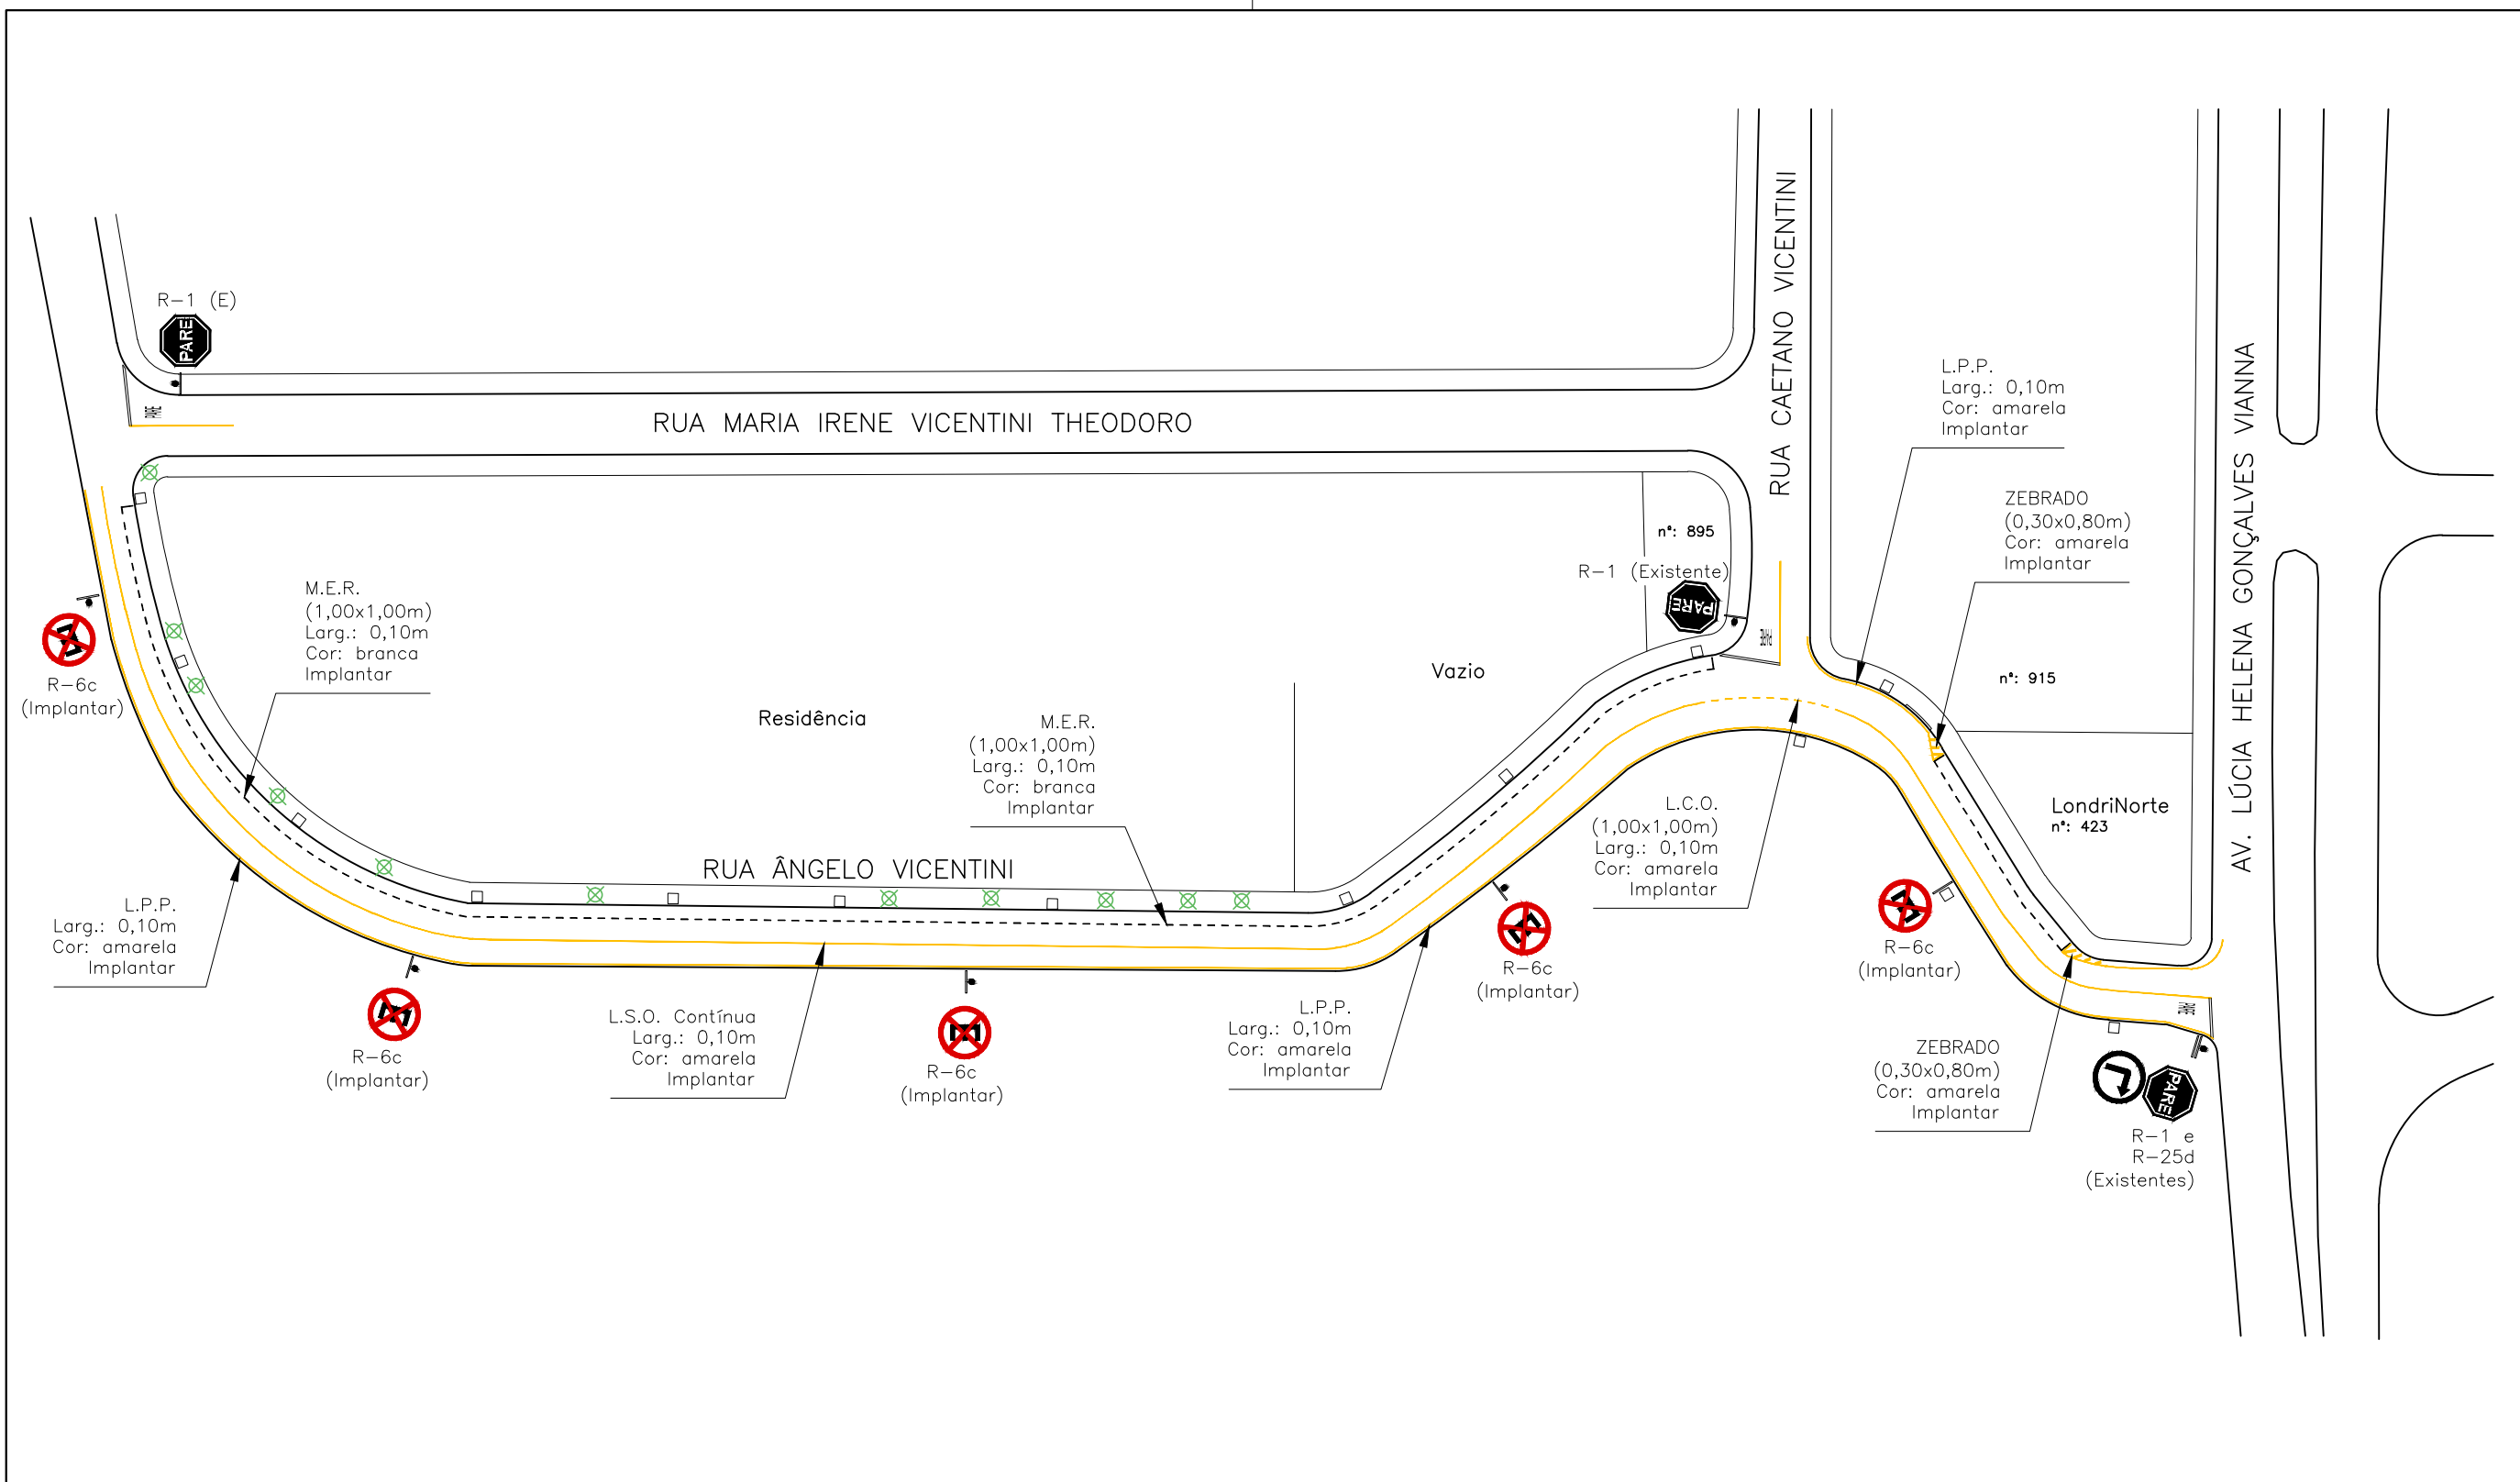 R-1 (E)
PARE
PARE
RUA MARIA IRENE VICENTINI THEODORO
RUA CAETANO VICENTINI
AV. LÚCIA HELENA GONÇALVES VIANNA
L.P.P.
Larg.: 0,10m
Cor: amarela
Implantar
ZEBRADO
(0,30x0,80m)
Cor: amarela
Implantar
nº: 895
R-1 (Existente)
PARE
PARE
M.E.R.
(1,00x1,00m)
Larg.: 0,10m
Cor: branca
Implantar
R-6c
(Implantar)
Vazio
nº: 915
Residência
M.E.R.
(1,00x1,00m)
Larg.: 0,10m
Cor: branca
Implantar
L.C.O.
(1,00x1,00m)
Larg.: 0,10m
Cor: amarela
Implantar
LondriNorte
nº: 423
RUA ÂNGELO VICENTINI
L.P.P.
Larg.: 0,10m
Cor: amarela
Implantar
R-6c
(Implantar)
L.S.O. Contínua
Larg.: 0,10m
Cor: amarela
Implantar
R-6c
(Implantar)
L.P.P.
Larg.: 0,10m
Cor: amarela
Implantar
R-6c
(Implantar)
R-6c
(Implantar)
ZEBRADO
(0,30x0,80m)
Cor: amarela
Implantar
PARE
PARE
R-1 e
R-25d
(Existentes)